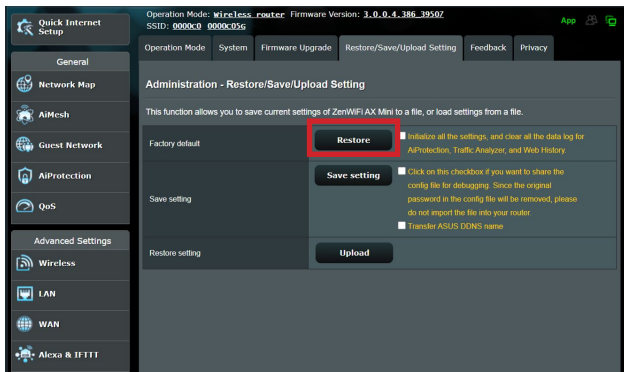 Quick Internet
Setup
Operation Mode: Wireless router Firmware Version: 3.0.0.4.386_39507
SSID: 0000c0 0000c05G
App
Operation Mode System Firmware Upgrade Restore/Save/Upload Setting Feedback Privacy
General
Network Map
AiMesh
Guest Network
AiProtection
QoS
Advanced Settings
Wireless
LAN
WAN
Alexa & IFTTT
Administration - Restore/Save/Upload Setting
This function allows you to save current settings of ZenWiFi AX Mini to a file, or load settings from a file.
Factory default
Restore
Initialize all the settings, and clear all the data log for
AiProtection, Traffic Analyzer, and Web History.
Save setting
Save setting
Click on this checkbox if you want to share the
config file for debugging. Since the original
password in the config file will be removed, please
do not import the file into your router.
Transfer ASUS DDNS name
Restore setting
Upload